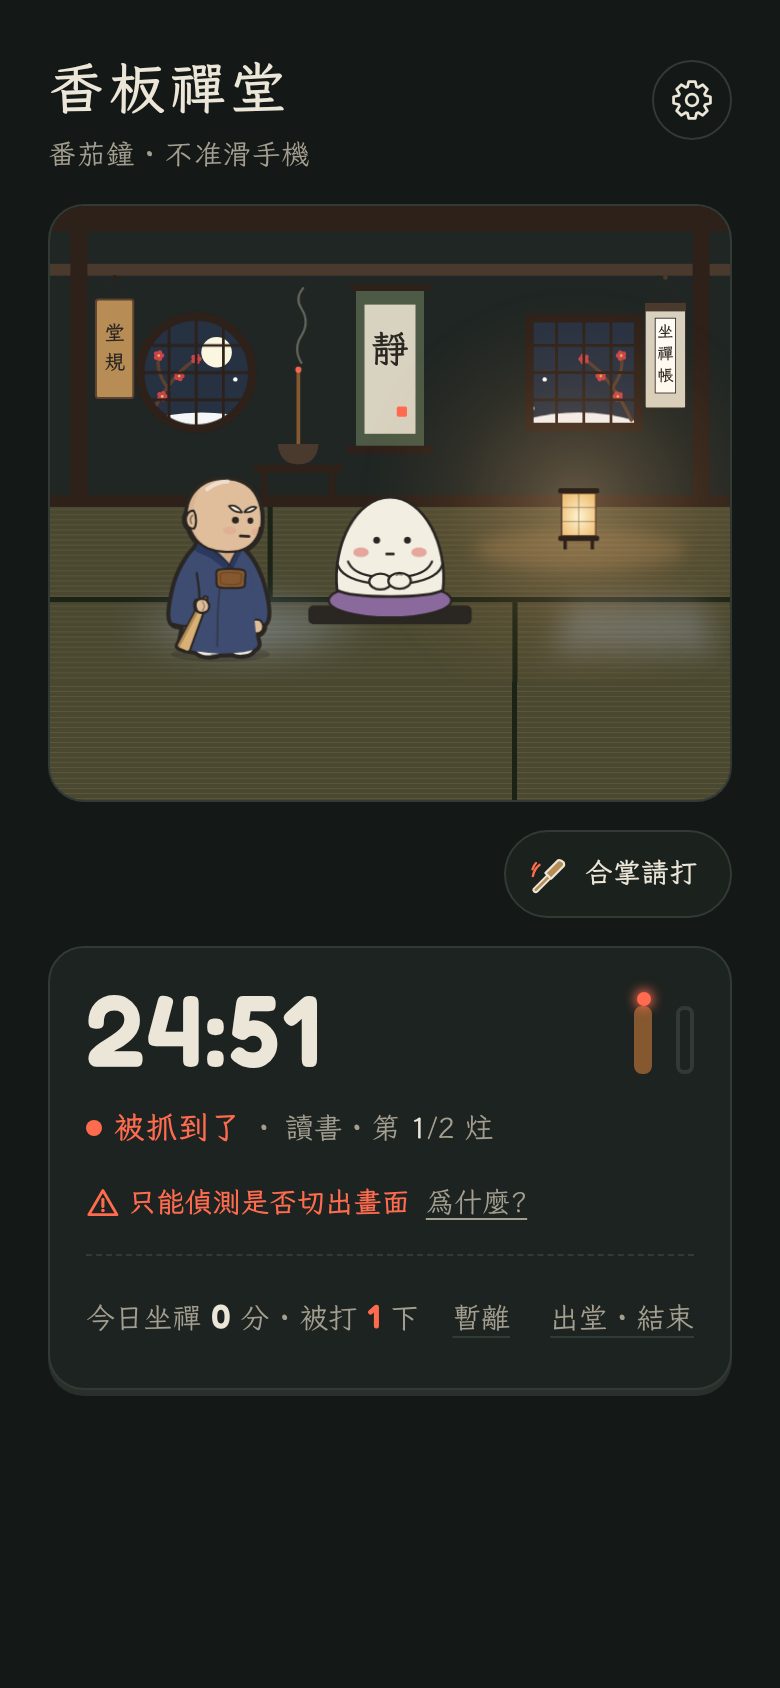 香板禪堂
番茄鐘・不准滑手機
堂規
靜
坐禪帳
合掌請打
24:51
被抓到了 · 讀書・第 1/2 炷
只能偵測是否切出畫面 爲什麼?
今日坐禪 0 分・被打 1 下 暫離 出堂・結束